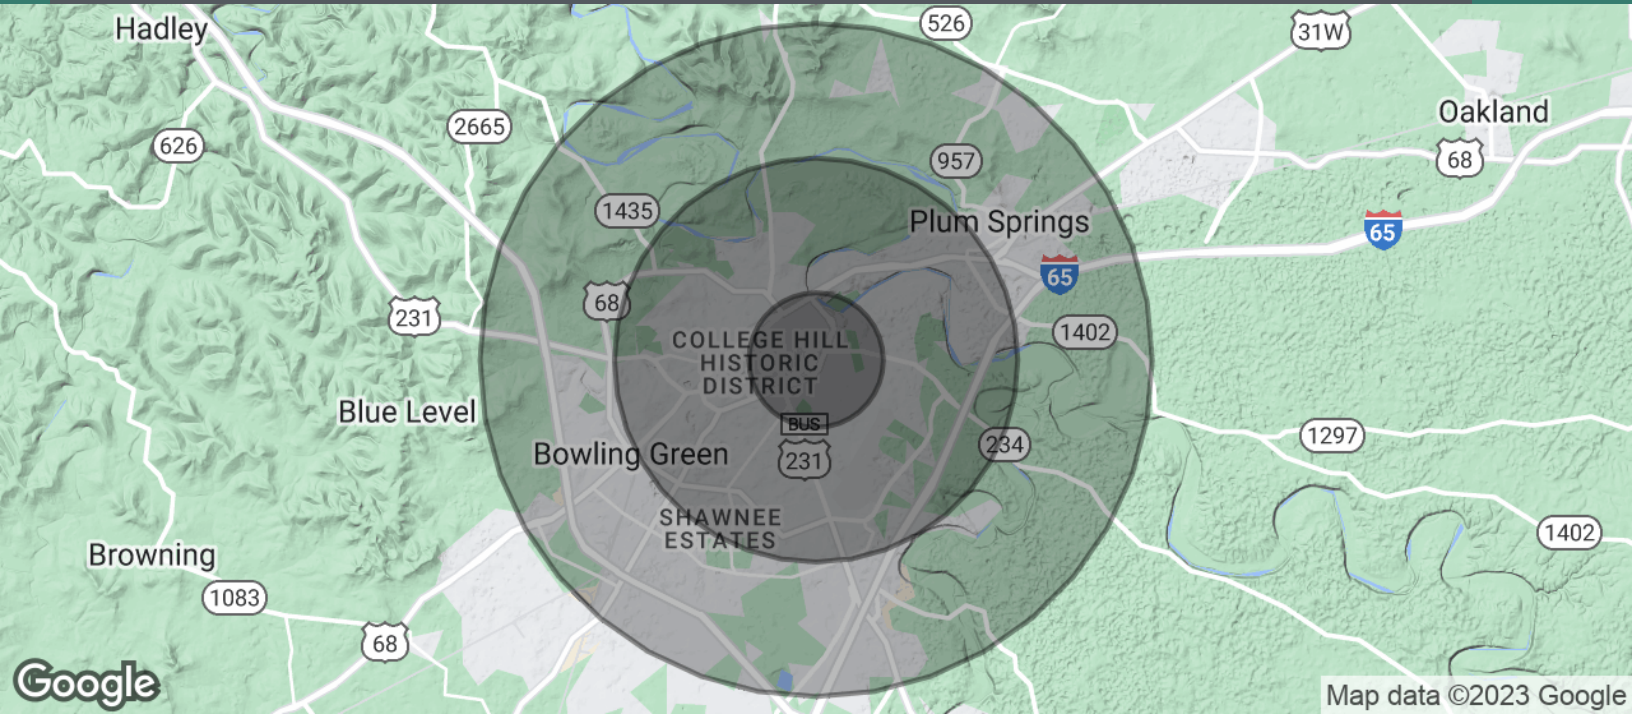 Hadley
526
31W
Oakland
2665
626
957
68
1435
Plum Springs
65
65
68
231
1402
COLLEGE HILL
HISTORIC
DISTRICT
Blue Level
BUS
231
1297
234
Bowling Green
SHAWNEE
ESTATES
1402
Browning
1083
68
Google
Map data ©2023 Google